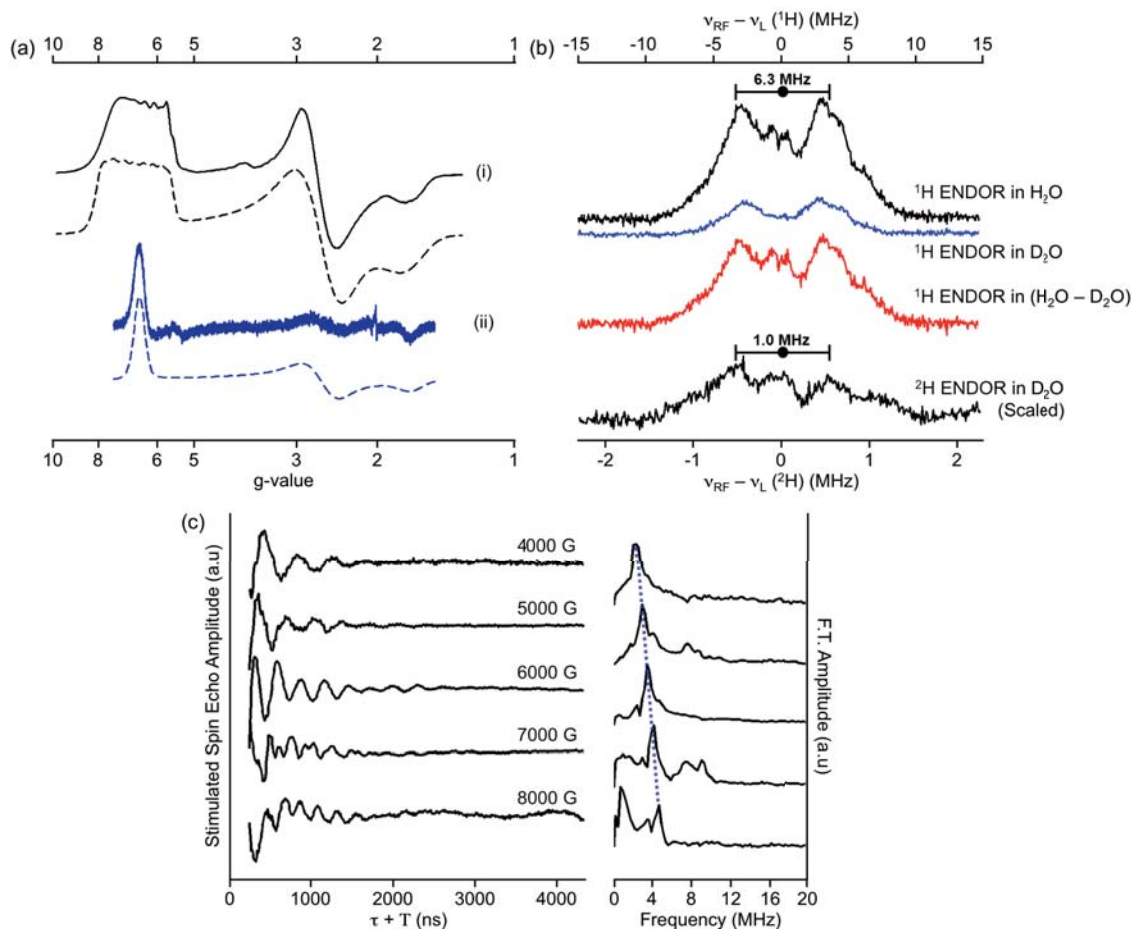 (a)
10 8 6 5 3 2 1
(i)
(ii)
10 8 6 5 3 2 1
g-value
(b)
νRF – νL (¹H) (MHz)
-15 -10 -5 0 5 10 15
6.3 MHz
¹H ENDOR in H₂O
¹H ENDOR in D₂O
¹H ENDOR in (H₂O – D₂O)
1.0 MHz
²H ENDOR in D₂O
(Scaled)
-2 -1 0 1 2
νRF – νL (²H) (MHz)
(c)
Stimulated Spin Echo Amplitude (a.u)
4000 G
5000 G
6000 G
7000 G
8000 G
0 1000 2000 3000 4000
τ + T (ns)
0 4 8 12 16 20
Frequency (MHz)
F.T. Amplitude (a.u)